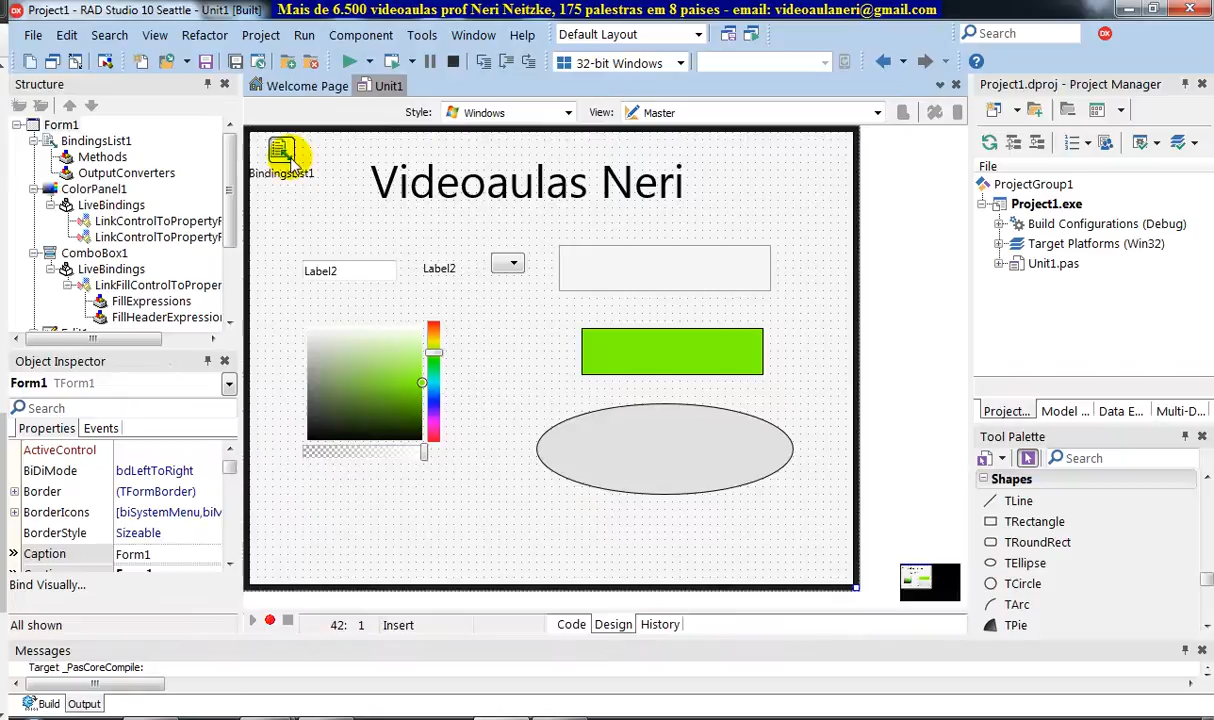 Project1 - RAD Studio 10 Seattle - Unit1 [Built]
Mais de 6.500 videoaulas prof Neri Neitzke, 175 palestras em 8 paises - email: videoaulaneri@gmail.com
File Edit Search View Refactor Project Run Component Tools Window Help
Default Layout
Search
32-bit Windows
Structure
Welcome Page
Unit1
Project1.dproj - Project Manager
Style: Windows
View: Master
Form1
BindingsList1
Methods
OutputConverters
ColorPanel1
LiveBindings
LinkControlToPropertyF
LinkControlToPropertyF
ComboBox1
LiveBindings
LinkFillControlToProper
FillExpressions
FillHeaderExpression
BindingsList1
Videoaulas Neri
Label2
Label2
File
ProjectGroup1
Project1.exe
Build Configurations (Debug)
Target Platforms (Win32)
Unit1.pas
Object Inspector
Form1 TForm1
Search
Properties Events
ActiveControl
BiDiMode bdLeftToRight
Border (TFormBorder)
BorderIcons [biSystemMenu,biM
BorderStyle Sizeable
Caption Form1
Bind Visually...
All shown
Project... Model ... Data E... Multi-D...
Tool Palette
Search
Shapes
TLine
TRectangle
TRoundRect
TEllipse
TCircle
TArc
TPie
42: 1 Insert
Code Design History
Messages
Target _PasCoreCompile:
Build Output